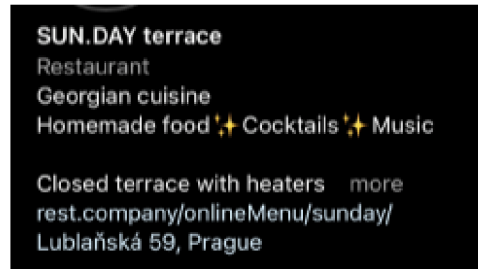 SUN.DAY terrace
Restaurant
Georgian cuisine
Homemade food✨Cocktails✨Music
Closed terrace with heaters more
rest.company/onlineMenu/sunday/
Lublaňská 59, Prague